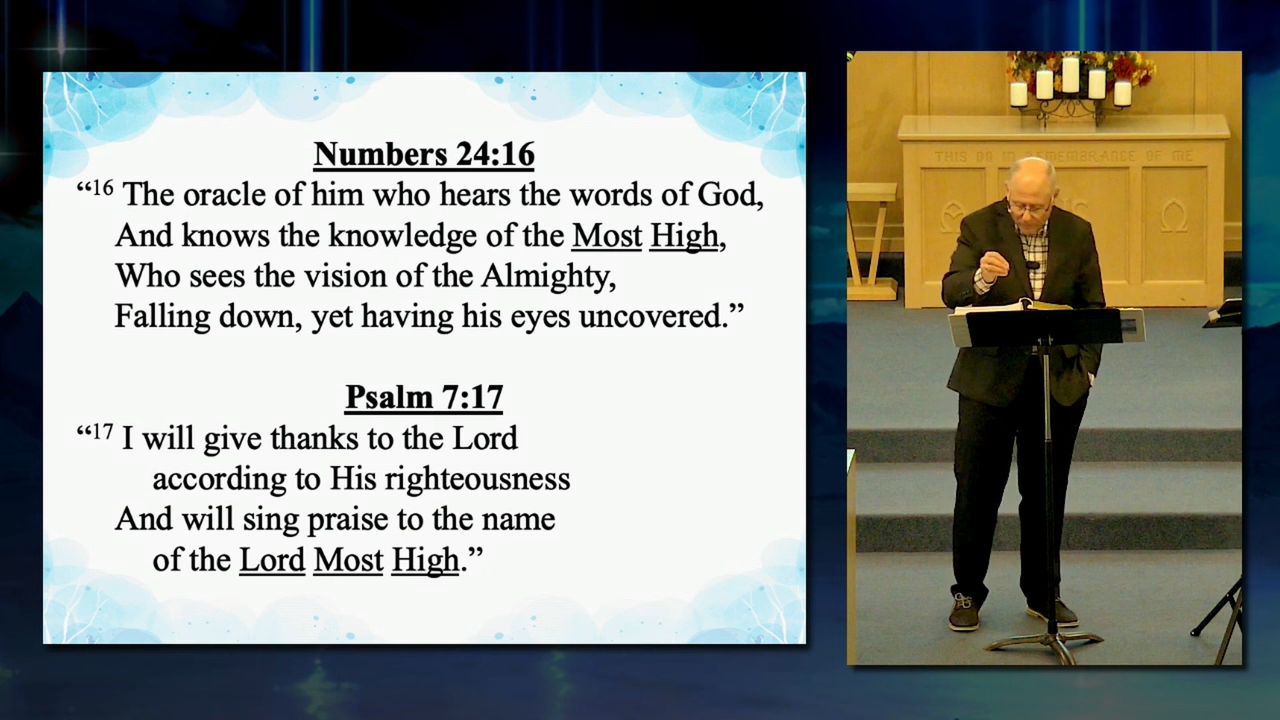 Numbers 24:16
“16 The oracle of him who hears the words of God,
And knows the knowledge of the Most High,
Who sees the vision of the Almighty,
Falling down, yet having his eyes uncovered.”
Psalm 7:17
“17 I will give thanks to the Lord
according to His righteousness
And will sing praise to the name
of the Lord Most High.”
THIS DO IN REMEMBRANCE OF ME